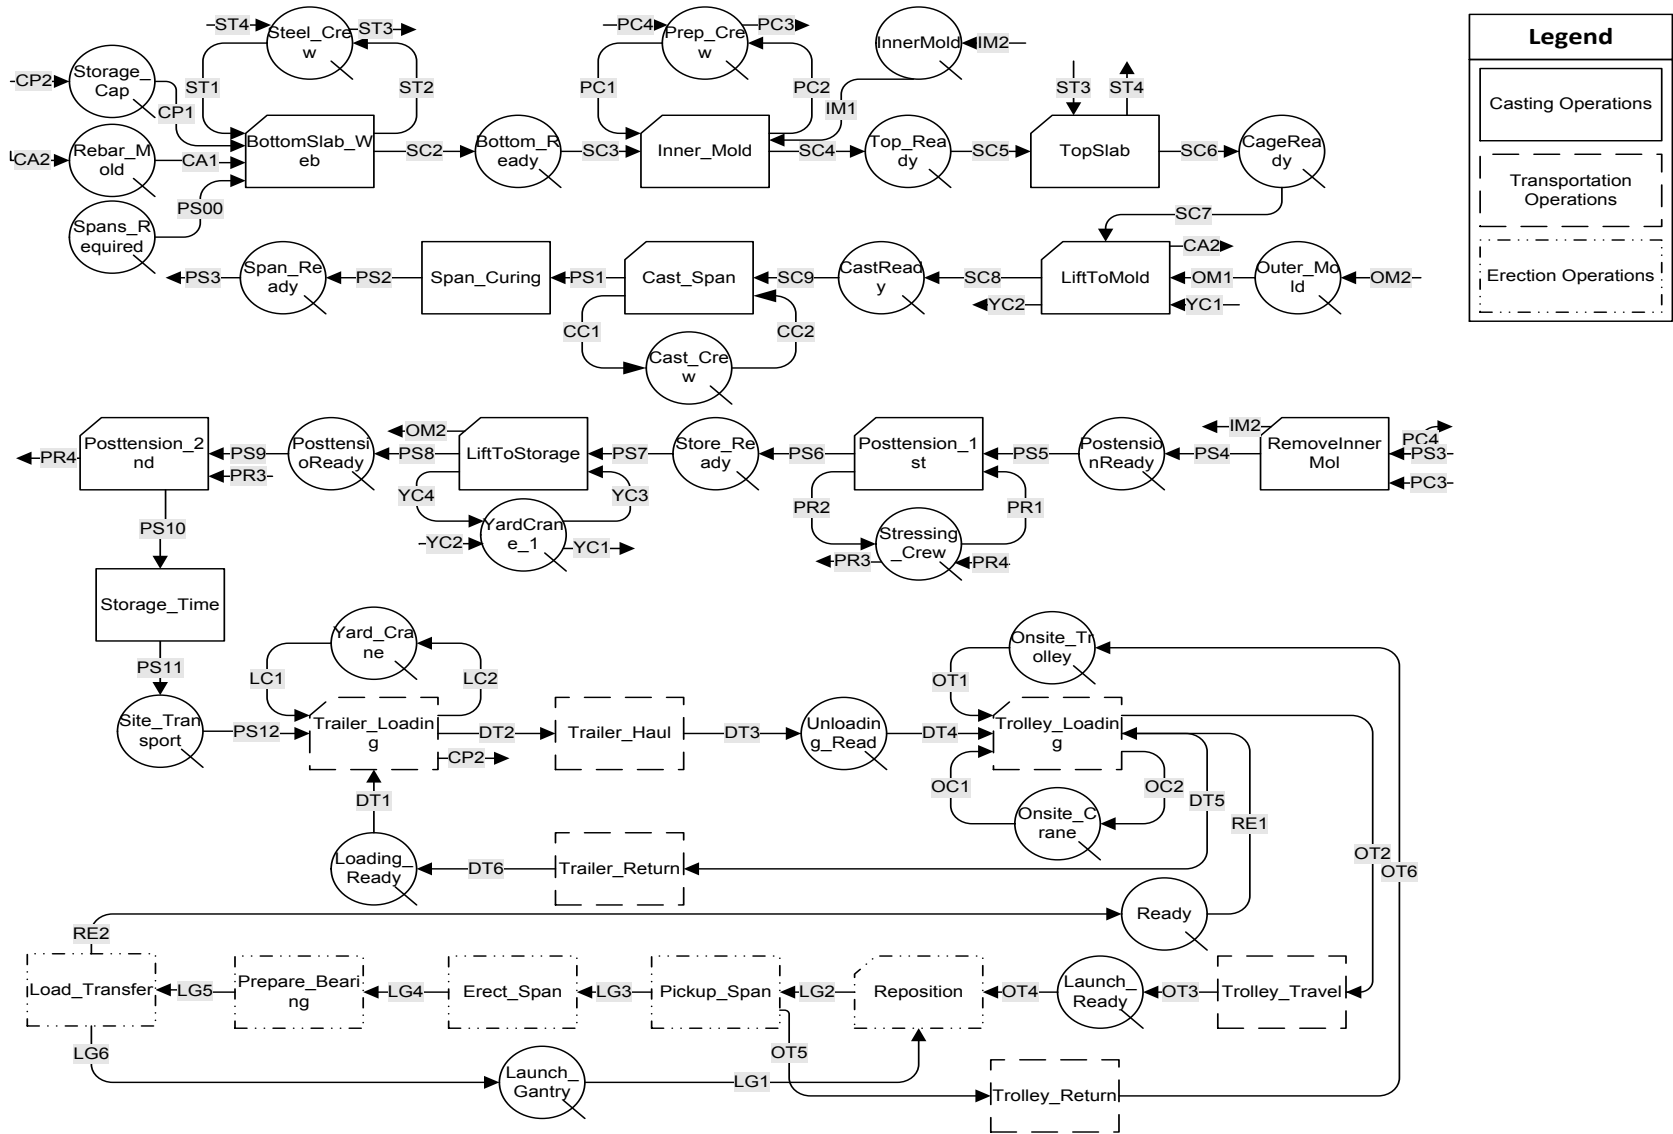 ST4
Steel_Cre
w
ST3
PC4
Prep_Cre
w
PC3
InnerMold
IM2
Legend
CP2
Storage_
Cap
ST1
ST2
PC1
PC2
ST3
ST4
CP1
IM1
Casting Operations
CA2
Rebar_M
old
CA1
BottomSlab_W
eb
SC2
Bottom_R
eady
SC3
Inner_Mold
SC4
Top_Rea
dy
SC5
TopSlab
SC6
CageRea
dy
Transportation
Operations
PS00
Spans_R
equired
SC7
CA2
PS3
Span_Re
ady
PS2
Span_Curing
PS1
Cast_Span
SC9
CastRead
y
SC8
LiftToMold
OM1
Outer_Mo
ld
OM2
Erection Operations
YC2
YC1
CC1
CC2
Cast_Cre
w
Posttension_2
nd
PS9
Posttensi
oReady
OM2
PS8
LiftToStorage
PS7
Store_Re
ady
PS6
Posttension_1
st
PS5
Postensio
nReady
PS4
IM2
RemoveInner
Mol
PC4
PS3
PR4
PR3
PC3
YC4
YC3
PR2
PR1
PS10
YC2
YardCran
e_1
YC1
Stressing
_Crew
PR3
PR4
Storage_Time
Yard_Cra
ne
Onsite_Tr
olley
PS11
LC1
LC2
OT1
Site_Tran
sport
PS12
Trailer_Loadin
g
DT2
Trailer_Haul
DT3
Unloadin
g_Read
DT4
Trolley_Loadin
g
CP2
DT1
OC1
OC2
DT5
Onsite_C
rane
RE1
Loading_
Ready
DT6
Trailer_Return
OT2
OT6
Ready
RE2
Load_Transfer
LG5
Prepare_Beari
ng
LG4
Erect_Span
LG3
Pickup_Span
LG2
Reposition
OT4
Launch_
Ready
OT3
Trolley_Travel
LG6
OT5
Launch_
Gantry
LG1
Trolley_Return